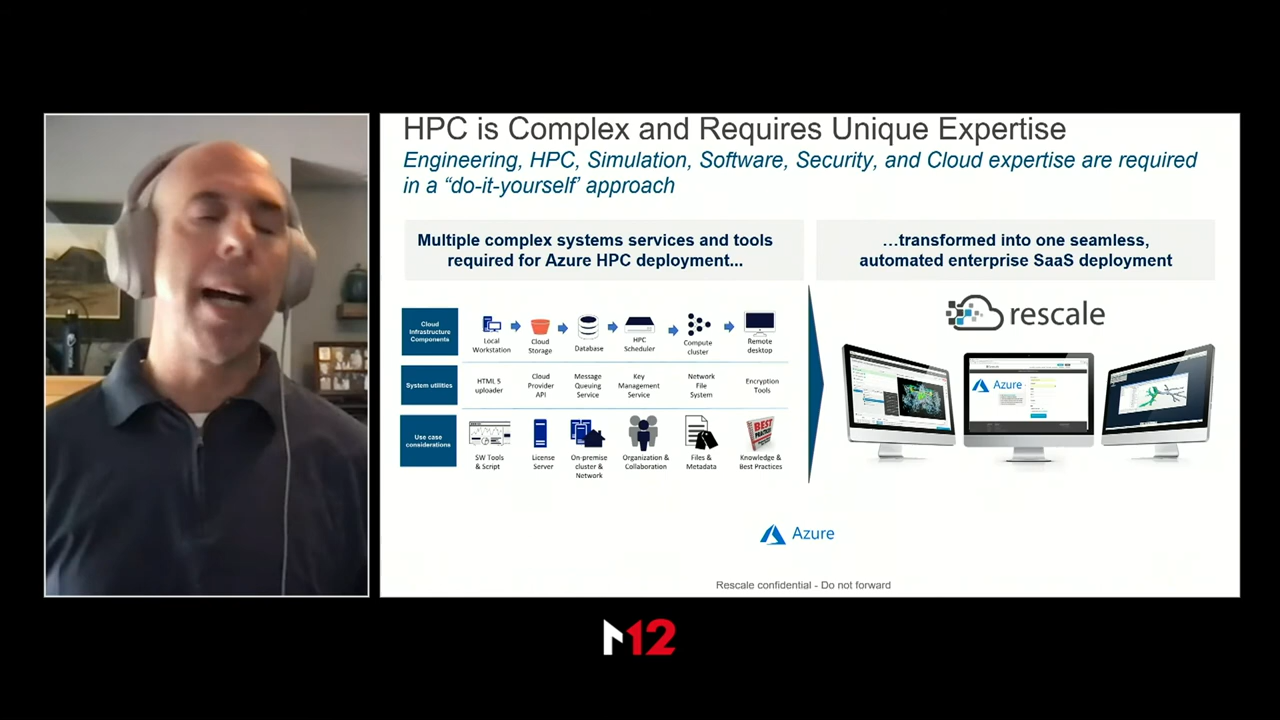 HPC is Complex and Requires Unique Expertise
Engineering, HPC, Simulation, Software, Security, and Cloud expertise are required
in a “do-it-yourself’ approach
Multiple complex systems services and tools
required for Azure HPC deployment...
…transformed into one seamless,
automated enterprise SaaS deployment
rescale
Cloud
Infrastructure
Components
Local
Workstation
Cloud
Storage
Database
HPC
Scheduler
Compute
cluster
Remote
desktop
System utilities
HTML 5
uploader
Cloud
Provider
API
Message
Queuing
Service
Key
Management
Service
Network
File
System
Encryption
Tools
Azure
Use case
considerations
SW Tools
& Script
License
Server
On-premise
cluster &
Network
Organization &
Collaboration
Files &
Metadata
BEST
Knowledge &
Best Practices
Azure
Rescale confidential - Do not forward
M12